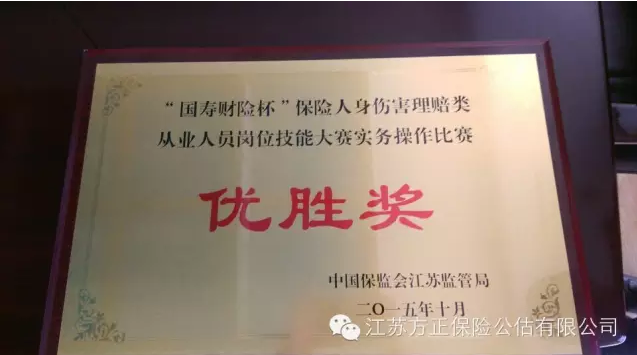 “国寿财险杯”保险人身伤害理赔类
从业人员岗位技能大赛实务操作比赛
优胜奖
中国保监会江苏监管局
二〇一五年十月
江苏方正保险公估有限公司